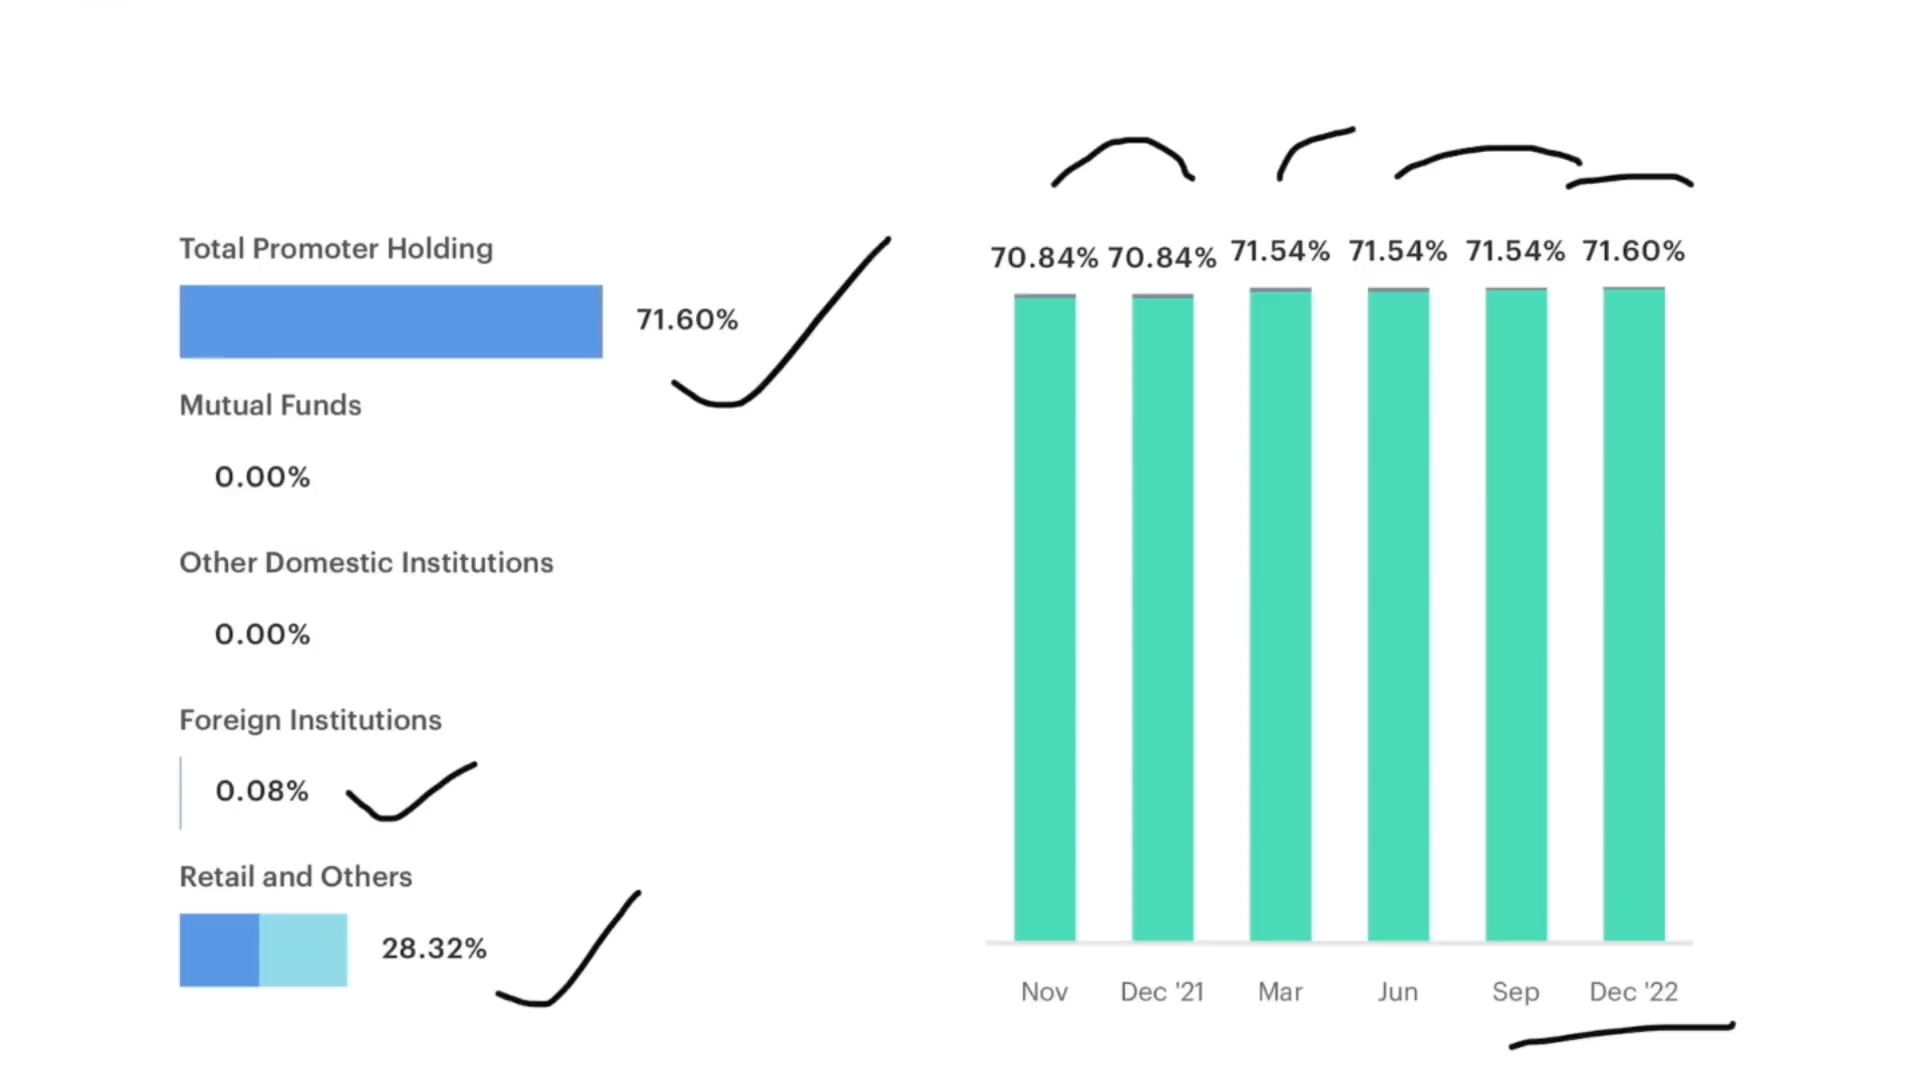 Total Promoter Holding
71.60%
Mutual Funds
0.00%
Other Domestic Institutions
0.00%
Foreign Institutions
0.08%
Retail and Others
28.32%
70.84% 70.84% 71.54% 71.54% 71.54% 71.60%
Nov Dec '21 Mar Jun Sep Dec '22